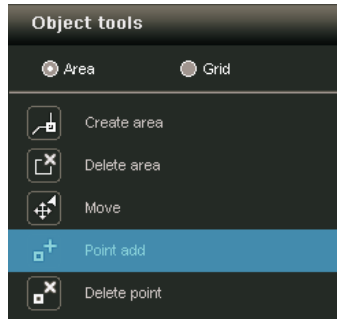 Object tools
Area Grid
Create area
Delete area
Move
Point add
Delete point